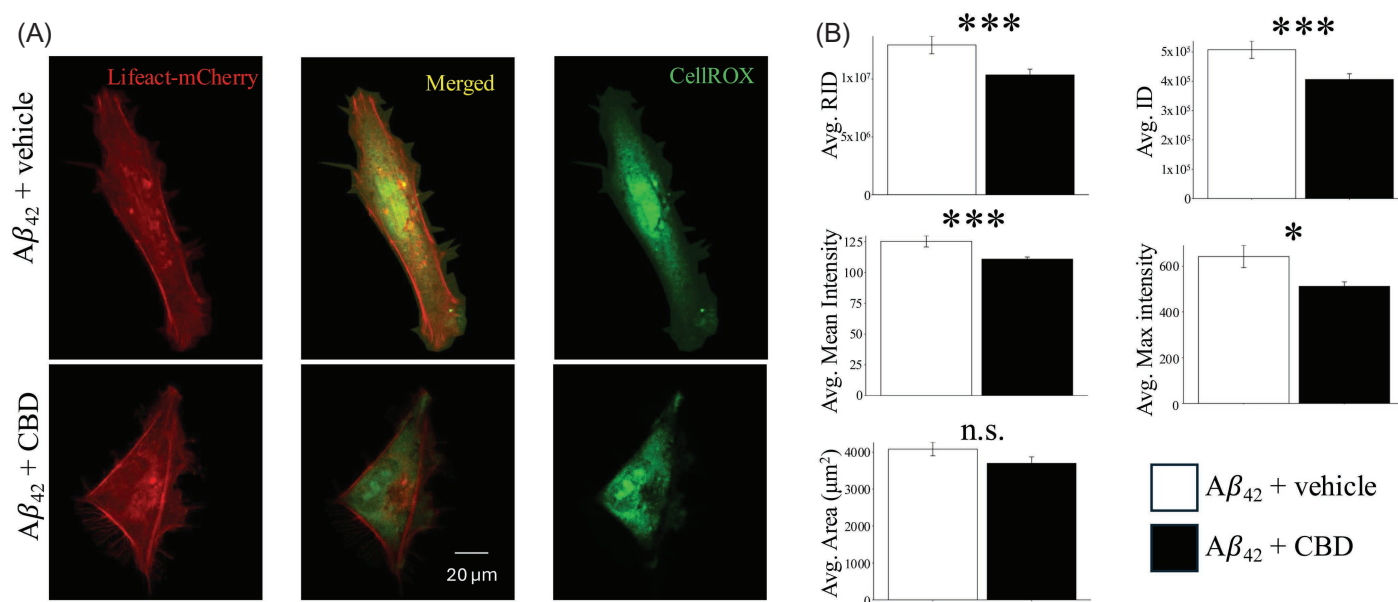 (A)
Lifeact-mCherry
Merged
CellROX
Aβ₄₂ + vehicle
Aβ₄₂ + CBD
20 μm
(B)
***
Avg. RID
1x10⁷
5x10⁶
0
***
Avg. ID
5x10⁵
4x10⁵
3x10⁵
2x10⁵
1x10⁵
0
***
Avg. Mean Intensity
125
100
75
50
25
0
*
Avg. Max intensity
600
400
200
0
n.s.
Avg. Area (μm²)
4000
3000
2000
1000
0
Aβ₄₂ + vehicle
Aβ₄₂ + CBD